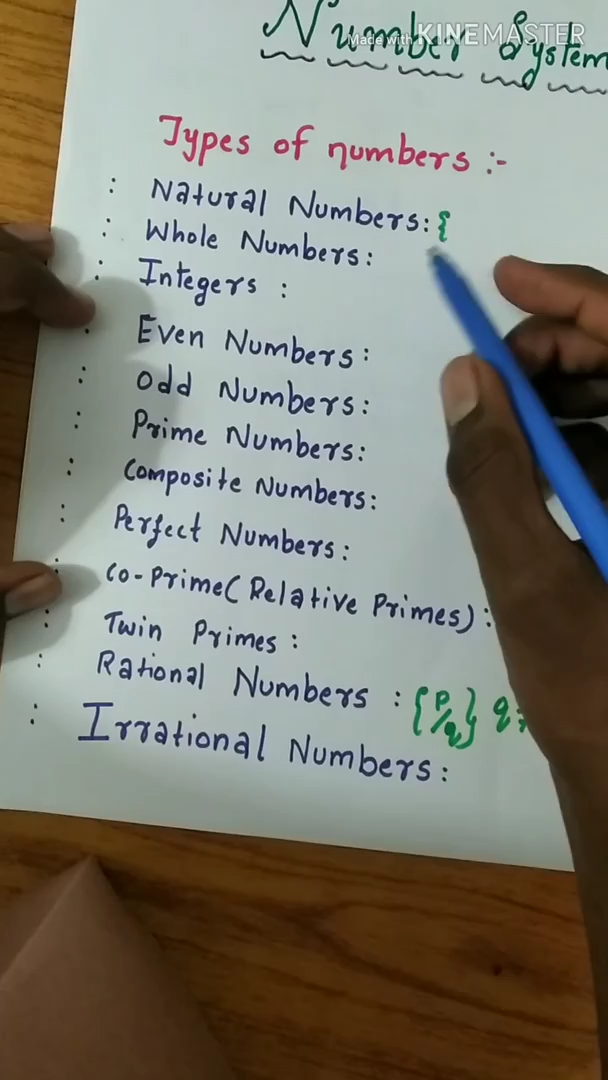 Number System
Made with KINEMASTER
Types of numbers :-
: Natural Numbers: {
: Whole Numbers:
: Integers :
Even Numbers:
: Odd Numbers:
: Prime Numbers:
: Composite Numbers:
: Perfect Numbers:
: Co-Prime( Relative Primes) :
: Twin Primes :
: Rational Numbers : {P/q} q
: Irrational Numbers: